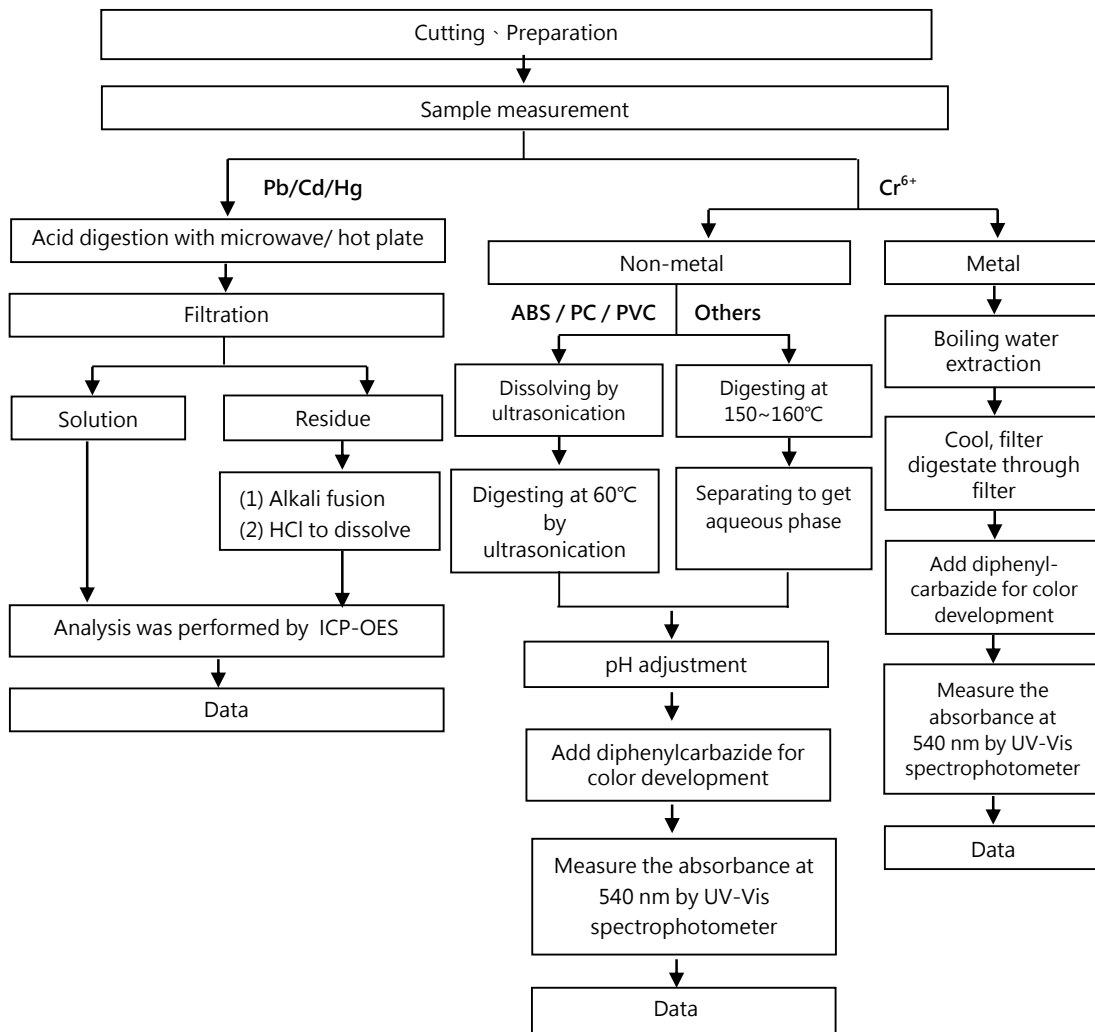 Cutting、Preparation
Sample measurement
Pb/Cd/Hg
Cr⁶⁺
Acid digestion with microwave/ hot plate
Filtration
Solution
Residue
(1) Alkali fusion
(2) HCl to dissolve
Analysis was performed by ICP-OES
Data
Non-metal
ABS / PC / PVC
Others
Dissolving by
ultrasonication
Digesting at
150~160℃
Digesting at 60℃
by
ultrasonication
Separating to get
aqueous phase
pH adjustment
Add diphenylcarbazide for
color development
Measure the absorbance at
540 nm by UV-Vis
spectrophotometer
Data
Metal
Boiling water
extraction
Cool, filter
digestate through
filter
Add diphenyl-
carbazide for color
development
Measure the
absorbance at
540 nm by UV-Vis
spectrophotometer
Data